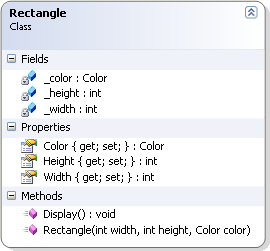 Rectangle
Class
Fields
_color : Color
_height : int
_width : int
Properties
Color { get; set; } : Color
Height { get; set; } : int
Width { get; set; } : int
Methods
Display() : void
Rectangle(int width, int height, Color color)